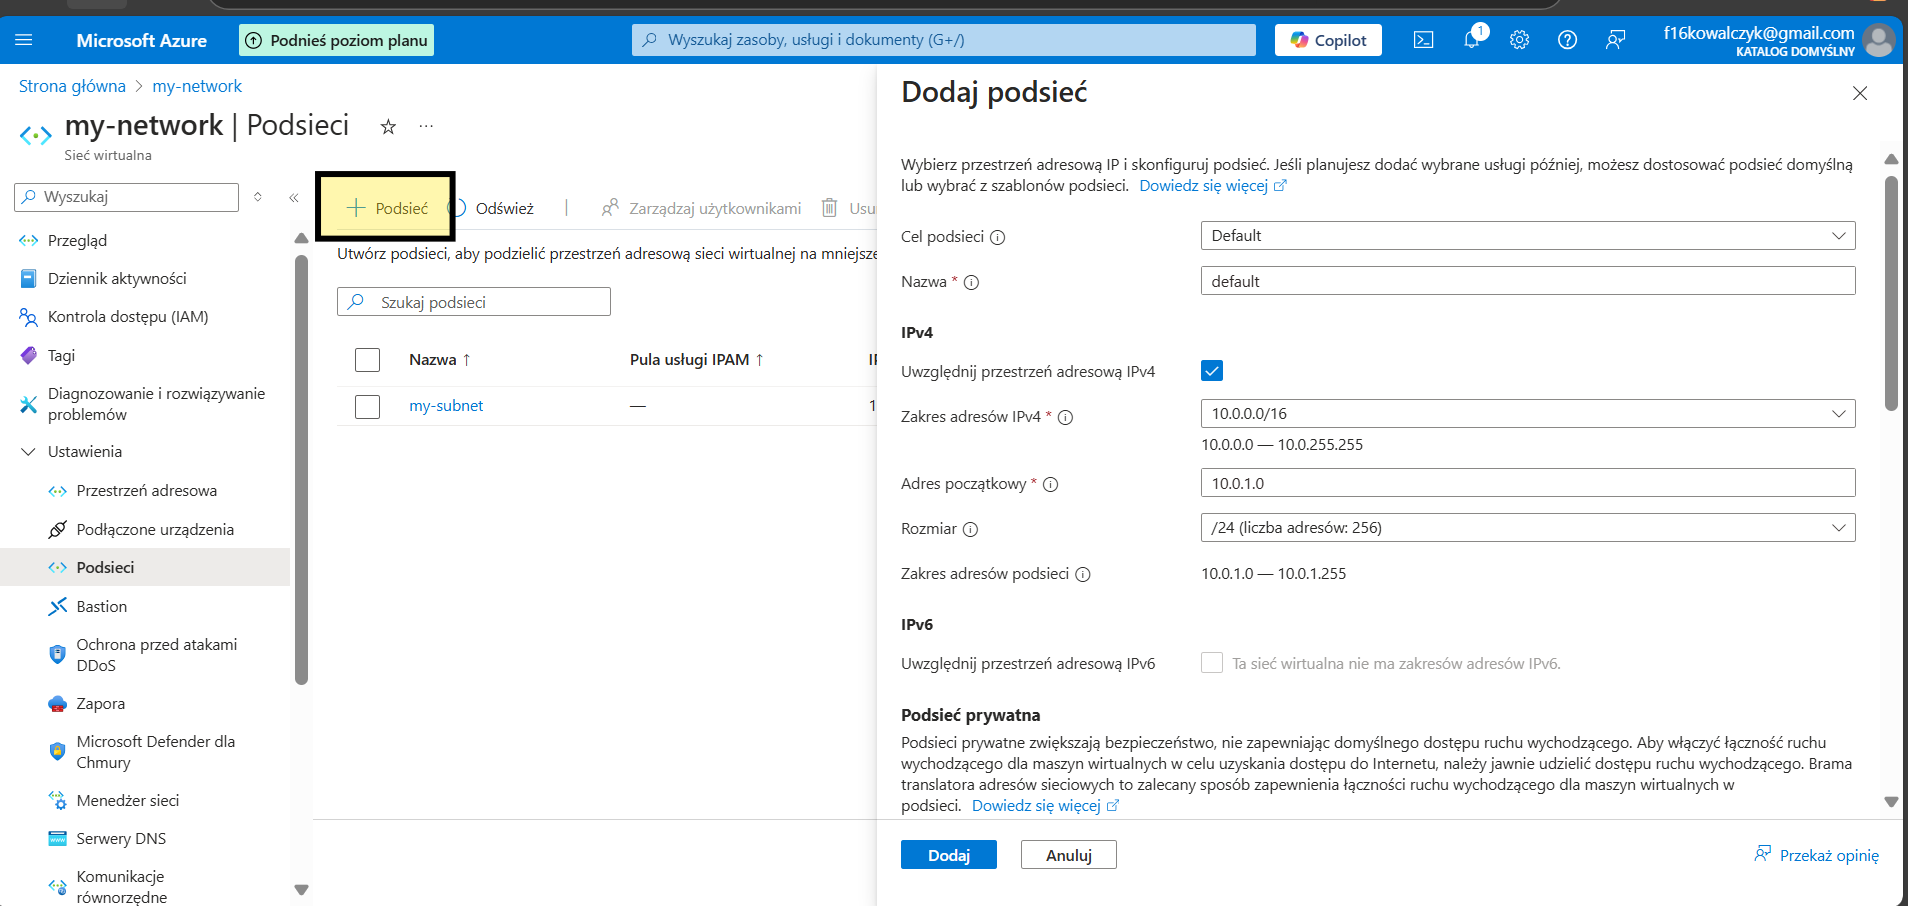 Microsoft Azure
Podnieś poziom planu
Wyszukaj zasoby, usługi i dokumenty (G+/)
Copilot
1
f16kowalczyk@gmail.com
KATALOG DOMYŚLNY
Strona główna > my-network
my-network | Podsieci
Sieć wirtualna
Wyszukaj
Przegląd
Dziennik aktywności
Kontrola dostępu (IAM)
Tagi
Diagnozowanie i rozwiązywanie
problemów
Ustawienia
Przestrzeń adresowa
Podłączone urządzenia
Podsieci
Bastion
Ochrona przed atakami
DDoS
Zapora
Microsoft Defender dla
Chmury
Menedżer sieci
Serwery DNS
Komunikacje
równorzędne
+ Podsieć
Odśwież
Zarządzaj użytkownikami
Usu
Utwórz podsieci, aby podzielić przestrzeń adresową sieci wirtualnej na mniejsze
Szukaj podsieci
Nazwa ↑ Pula usługi IPAM ↑
my-subnet — 1
Dodaj podsieć
Wybierz przestrzeń adresową IP i skonfiguruj podsieć. Jeśli planujesz dodać wybrane usługi później, możesz dostosować podsieć domyślną
lub wybrać z szablonów podsieci. Dowiedz się więcej
Cel podsieci Default
Nazwa * default
IPv4
Uwzględnij przestrzeń adresową IPv4
Zakres adresów IPv4 * 10.0.0.0/16
10.0.0.0 — 10.0.255.255
Adres początkowy * 10.0.1.0
Rozmiar /24 (liczba adresów: 256)
Zakres adresów podsieci 10.0.1.0 — 10.0.1.255
IPv6
Uwzględnij przestrzeń adresową IPv6 Ta sieć wirtualna nie ma zakresów adresów IPv6.
Podsieć prywatna
Podsieci prywatne zwiększają bezpieczeństwo, nie zapewniając domyślnego dostępu ruchu wychodzącego. Aby włączyć łączność ruchu
wychodzącego dla maszyn wirtualnych w celu uzyskania dostępu do Internetu, należy jawnie udzielić dostępu ruchu wychodzącego. Brama
translatora adresów sieciowych to zalecany sposób zapewnienia łączności ruchu wychodzącego dla maszyn wirtualnych w
podsieci. Dowiedz się więcej
Dodaj
Anuluj
Przekaż opinię